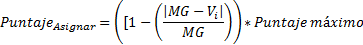 Puntaje_Asignar = ([1 − (|MG − V_i| / MG)) * Puntaje máximo